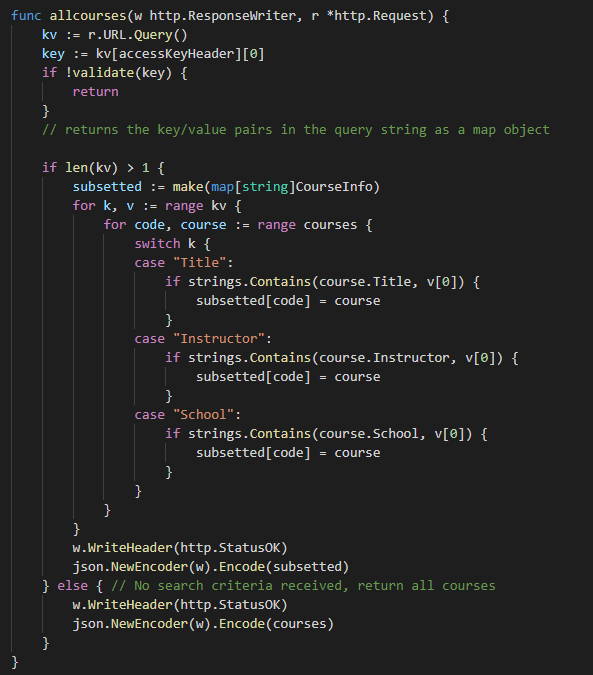 func allcourses(w http.ResponseWriter, r *http.Request) {
    kv := r.URL.Query()
    key := kv[accessKeyHeader][0]
    if !validate(key) {
        return
    }
    // returns the key/value pairs in the query string as a map object

    if len(kv) > 1 {
        subsetted := make(map[string]CourseInfo)
        for k, v := range kv {
            for code, course := range courses {
                switch k {
                case "Title":
                    if strings.Contains(course.Title, v[0]) {
                        subsetted[code] = course
                    }
                case "Instructor":
                    if strings.Contains(course.Instructor, v[0]) {
                        subsetted[code] = course
                    }
                case "School":
                    if strings.Contains(course.School, v[0]) {
                        subsetted[code] = course
                    }
                }
            }
        }
        w.WriteHeader(http.StatusOK)
        json.NewEncoder(w).Encode(subsetted)
    } else { // No search criteria received, return all courses
        w.WriteHeader(http.StatusOK)
        json.NewEncoder(w).Encode(courses)
    }
}